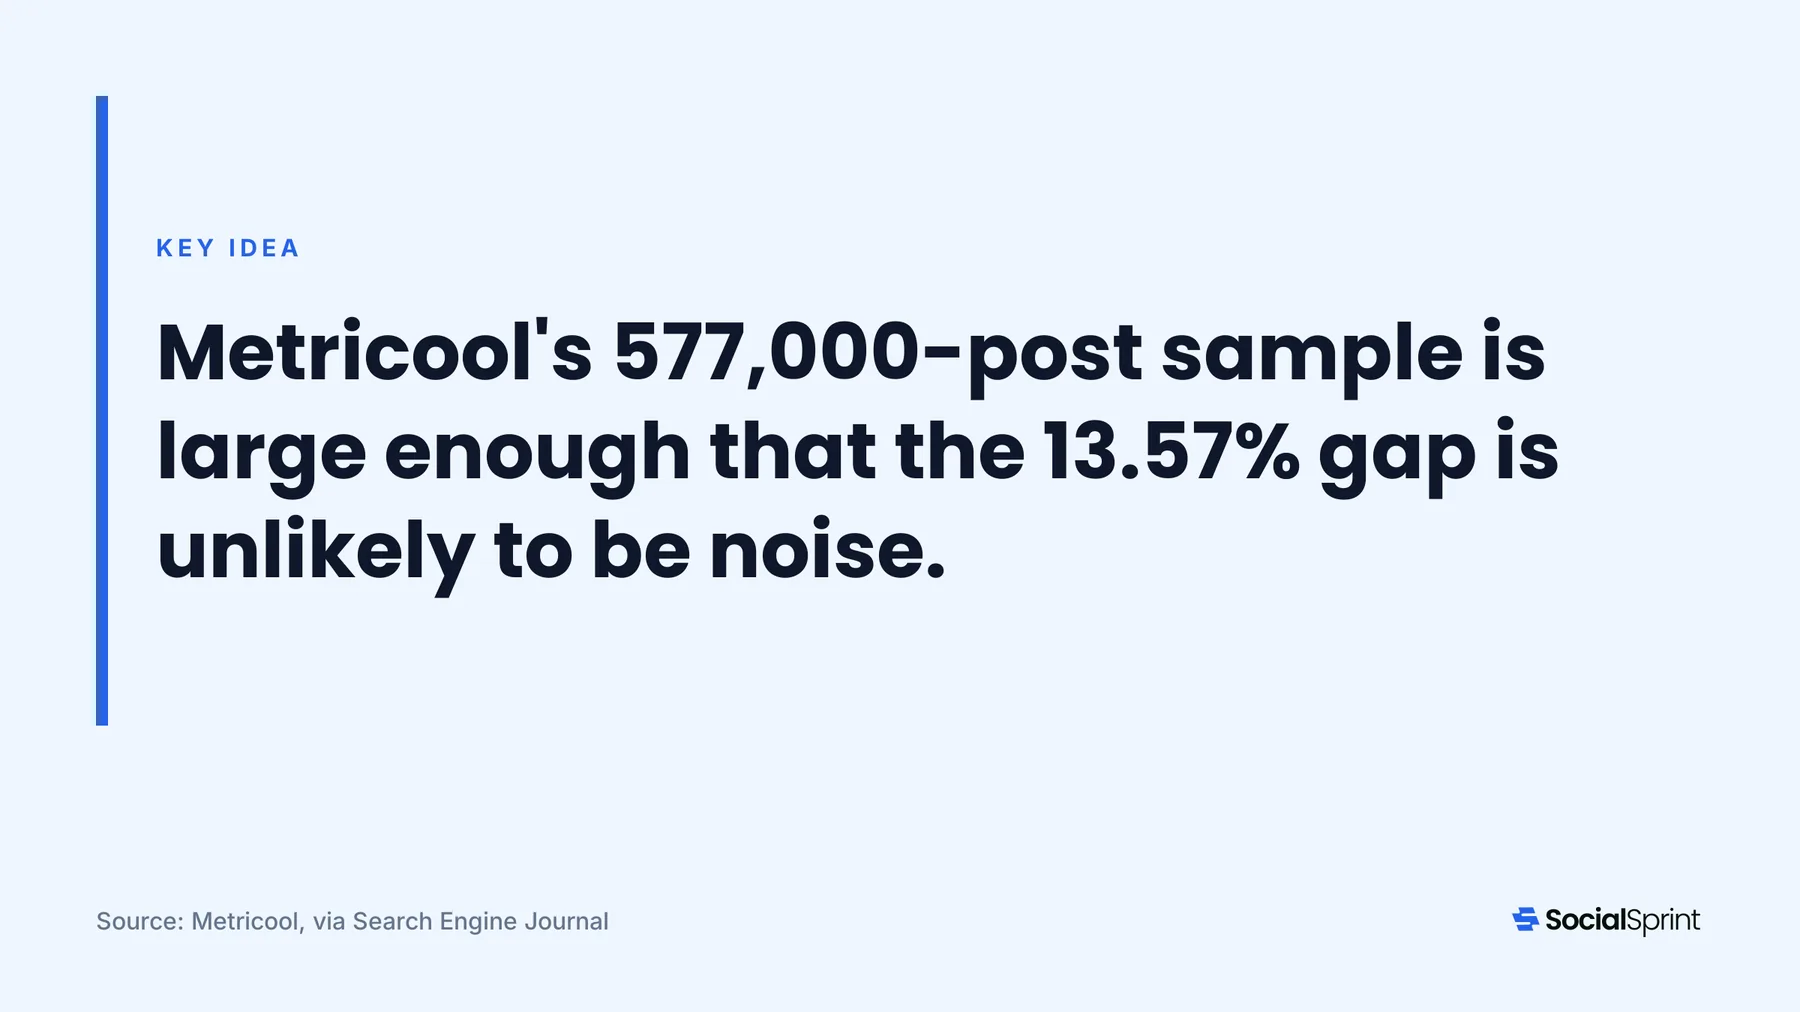 KEY IDEA
Metricool's 577,000-post sample is
large enough that the 13.57% gap is
unlikely to be noise.
Source: Metricool, via Search Engine Journal
SocialSprint